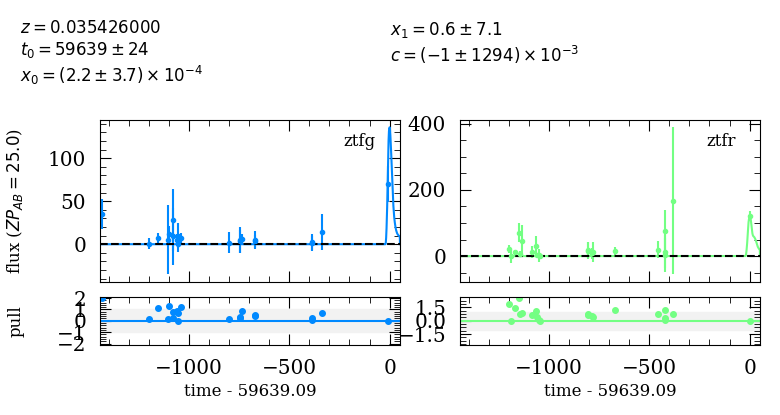 z = 0.035426000
t₀ = 59639 ± 24
x₀ = (2.2 ± 3.7) × 10⁻⁴
x₁ = 0.6 ± 7.1
c = (−1 ± 1294) × 10⁻³
flux (ZP_AB = 25.0)
100
50
0
ztfg
400
200
0
ztfr
pull
2
1
0
−1
−2
1.5
0.0
−1.5
−1000 −500 0
time - 59639.09
−1000 −500 0
time - 59639.09